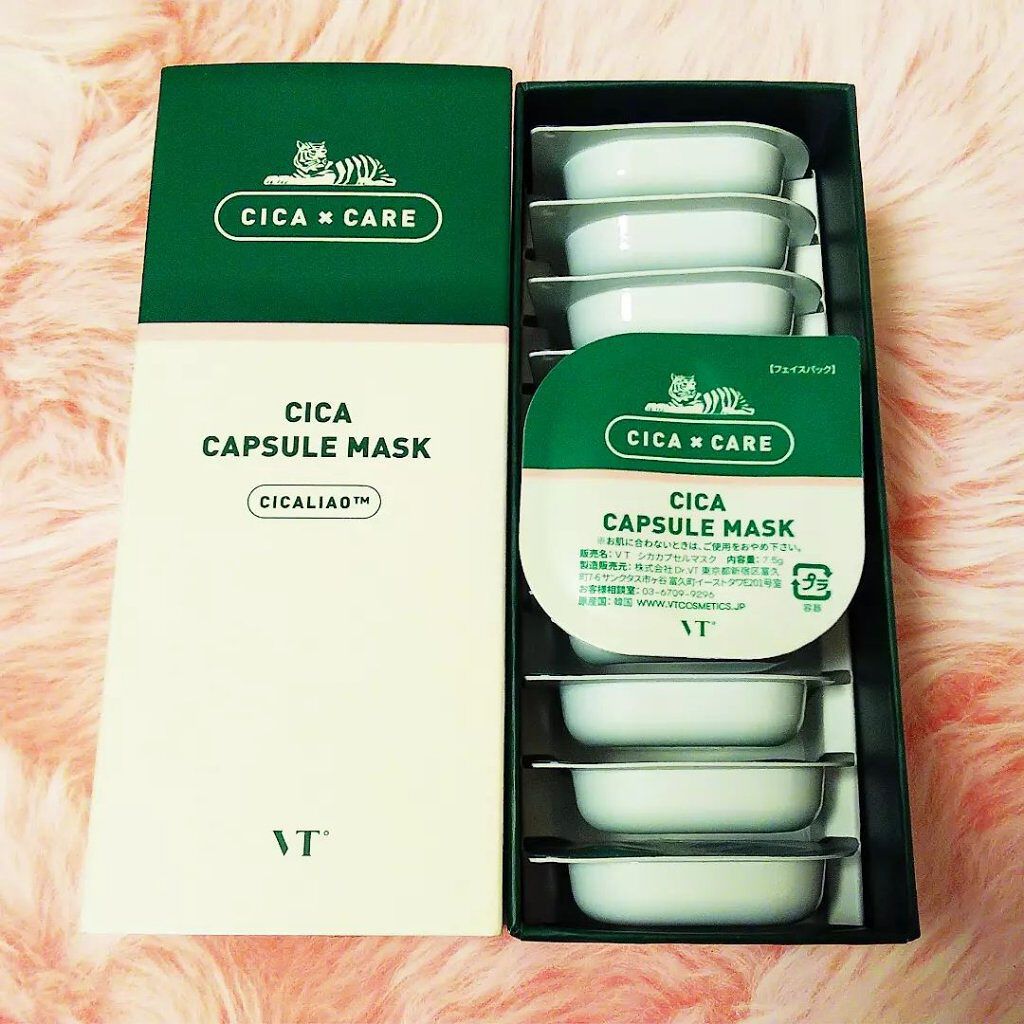 CICA × CARE
CICA
CAPSULE MASK
CICALIAO™
VT°
【フェイスパック】
CICA × CARE
CICA
CAPSULE MASK
※お肌に合わないときは、ご使用をおやめ下さい。
販売名：VT シカカプセルマスク 内容量：7.5g
製造販売元：株式会社 Dr.VT 東京都新宿区富久
町7-6 サンクタス市ヶ谷 富久町イーストタワE201号室
お客様相談室：03-6709-9296
原産国：韓国 WWW.VTCOSMETICS.JP
プラ
容器
VT°